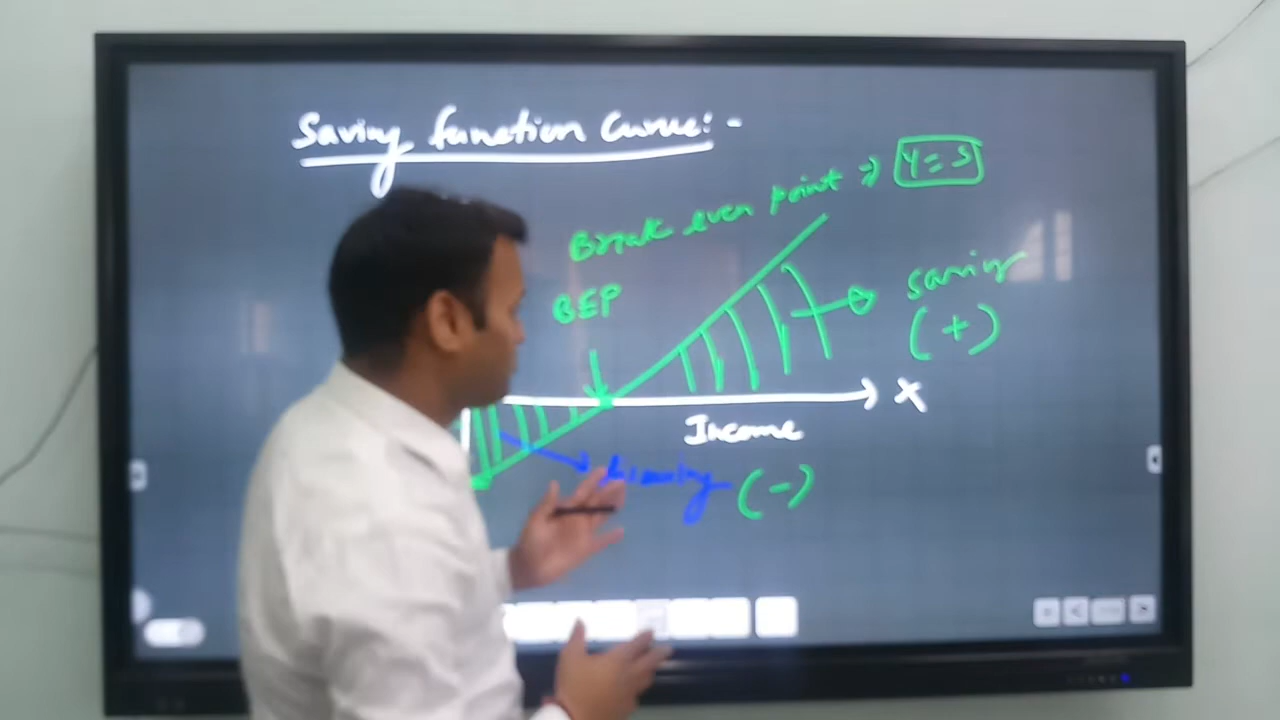 Saving function Curve:-
Break even point → Y = S
BEP
saving
(+)
X
Income
(-)